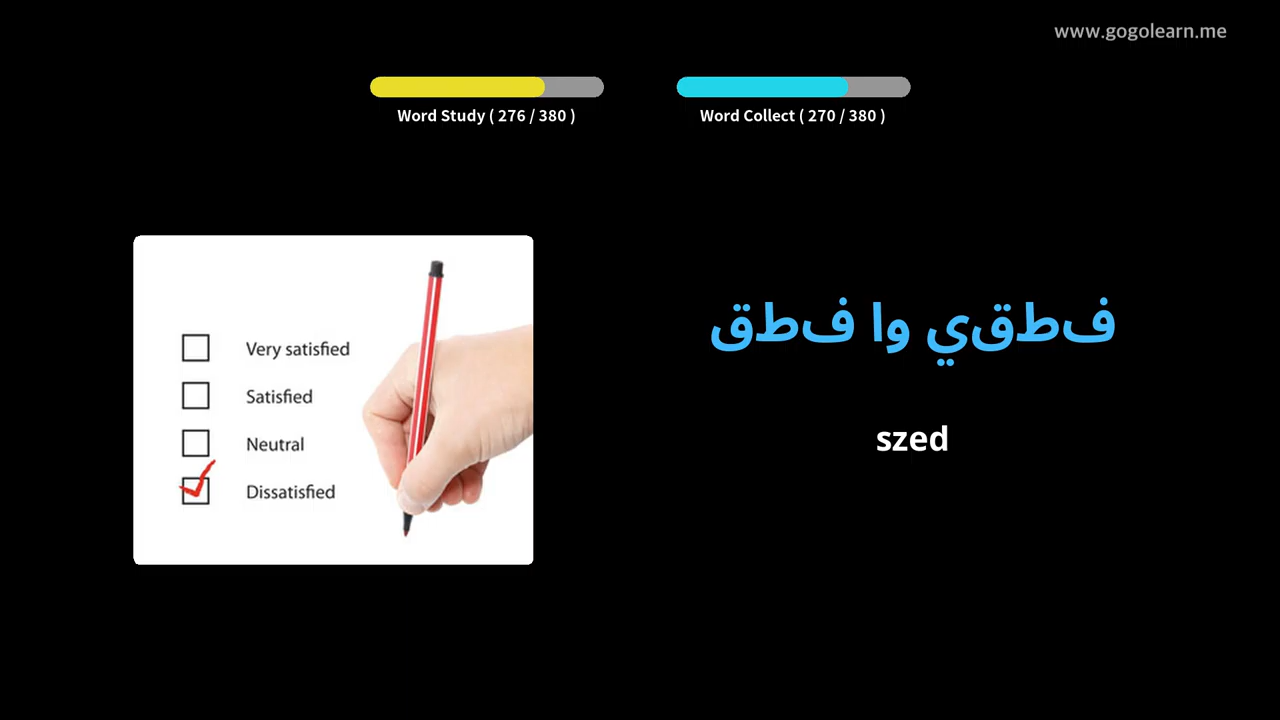 www.gogolearn.me
Word Study ( 276 / 380 )
Word Collect ( 270 / 380 )
Very satisfied
Satisfied
Neutral
Dissatisfied
فطقي وا فطق
szed